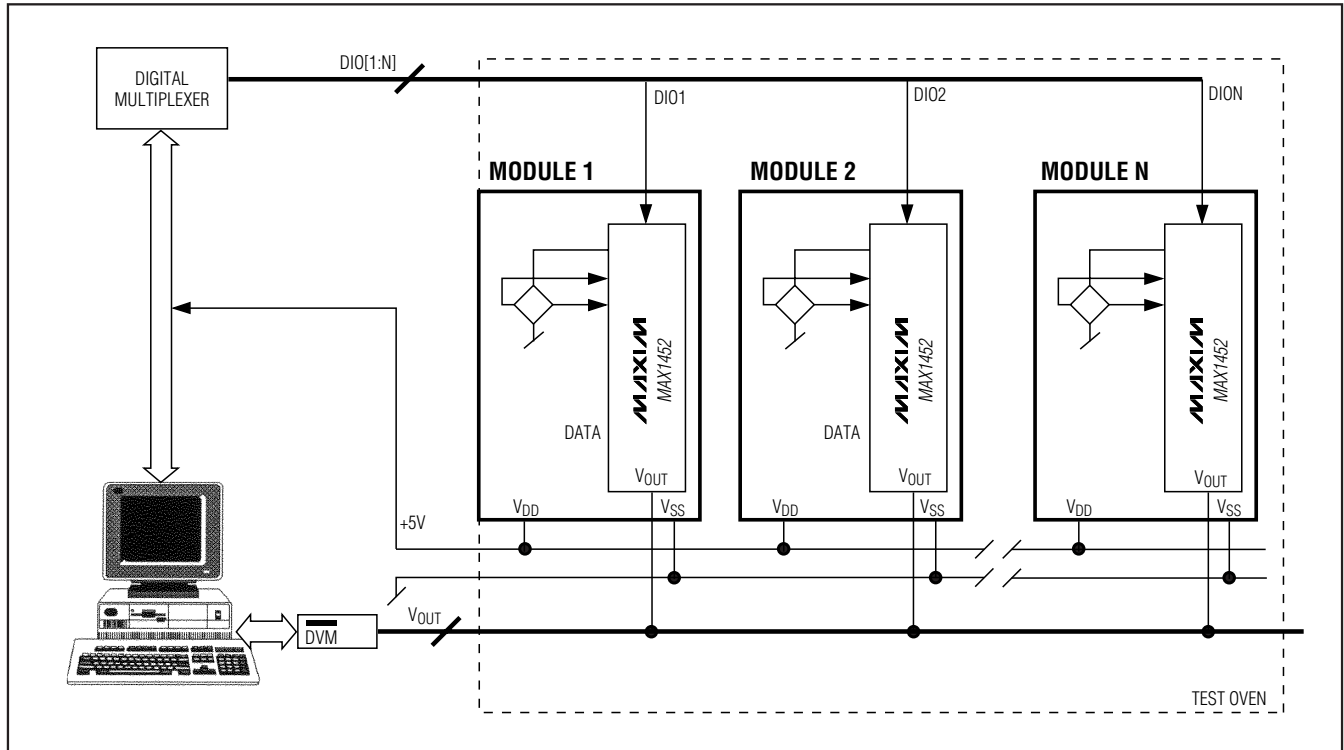 DIGITAL
MULTIPLEXER
DIO[1:N]
DIO1
DIO2
DION
MODULE 1
MODULE 2
MODULE N
MAXIM
MAX1452
MAXIM
MAX1452
MAXIM
MAX1452
DATA
DATA
VOUT
VOUT
VOUT
VDD
VSS
VDD
VSS
VDD
VSS
+5V
VOUT
DVM
TEST OVEN